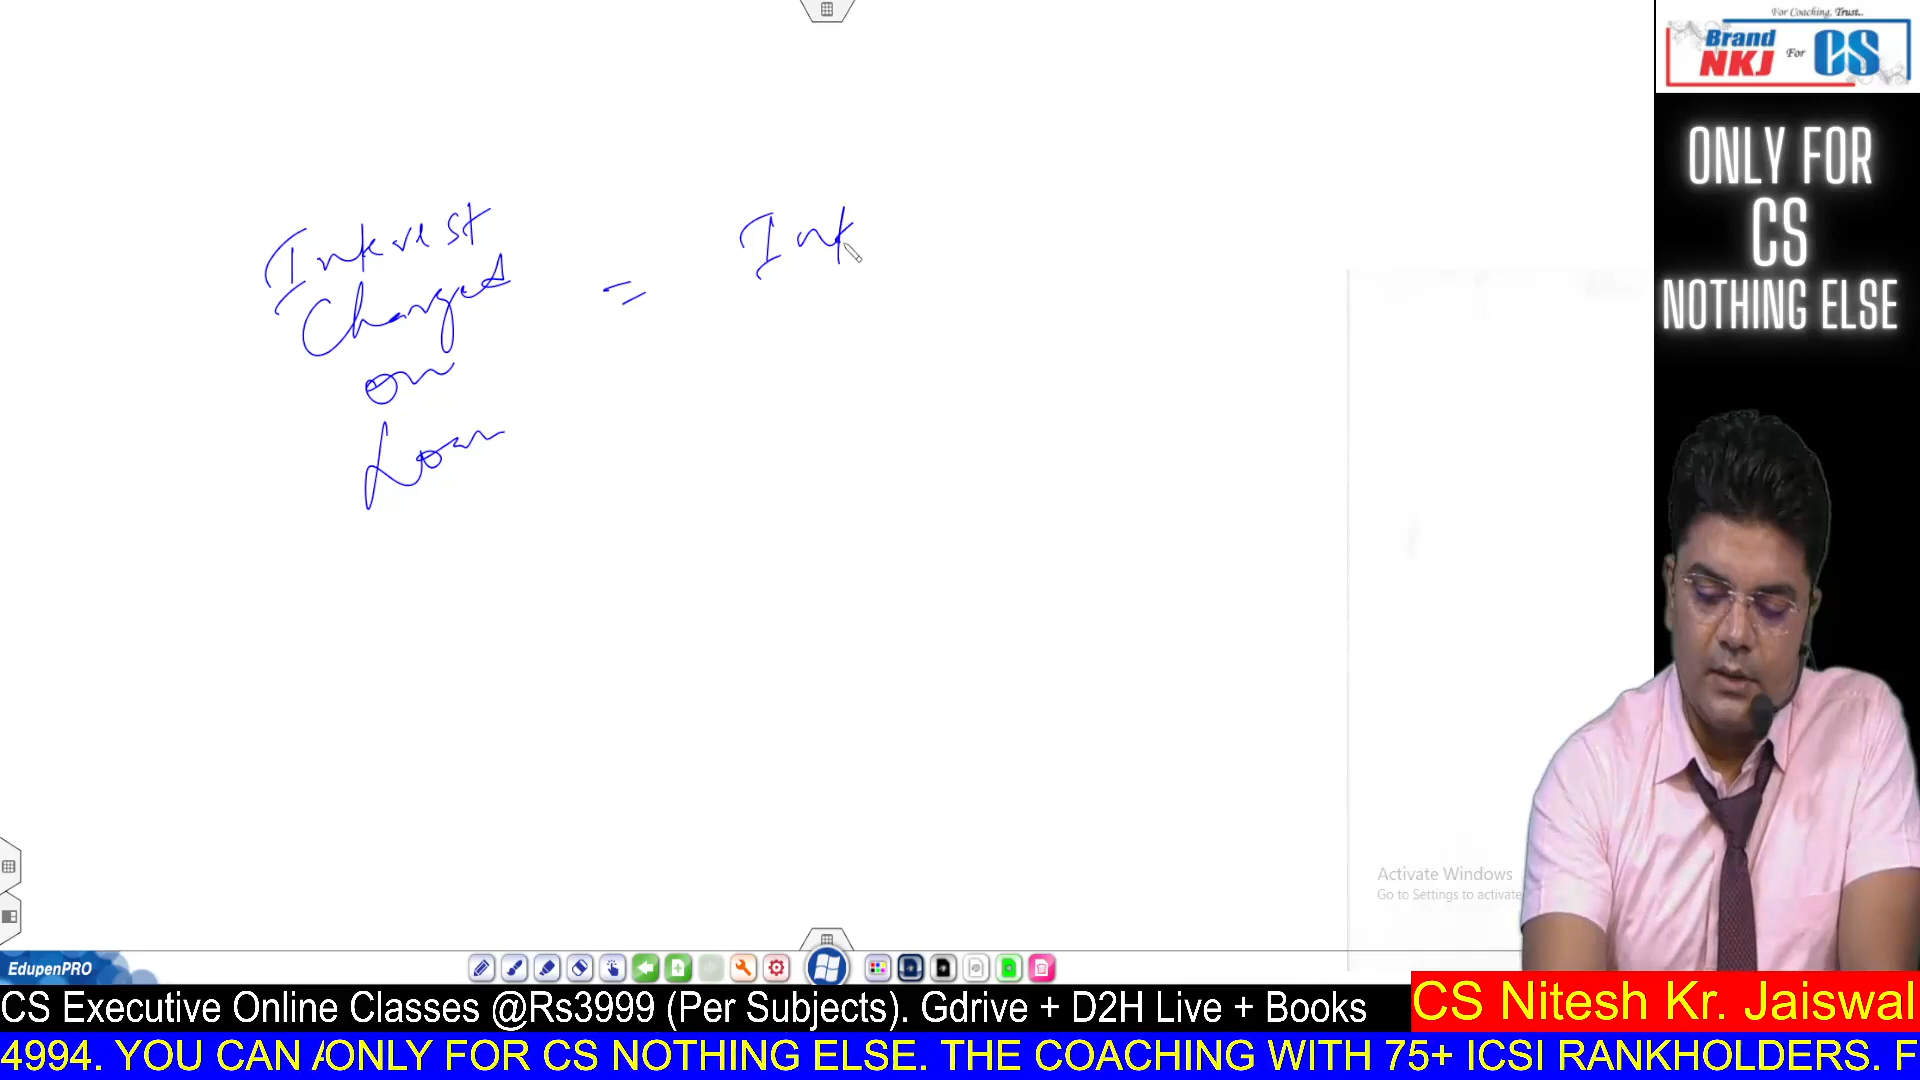 For Coaching, Trust..
Brand NKJ For CS
ONLY FOR
CS
NOTHING ELSE
Interest
Charged
on
Loan
=
Int
Activate Windows
Go to Settings to activate
EdupenPRO
CS Executive Online Classes @Rs3999 (Per Subjects). Gdrive + D2H Live + Books
CS Nitesh Kr. Jaiswal
4994. YOU CAN A ONLY FOR CS NOTHING ELSE. THE COACHING WITH 75+ ICSI RANKHOLDERS. F